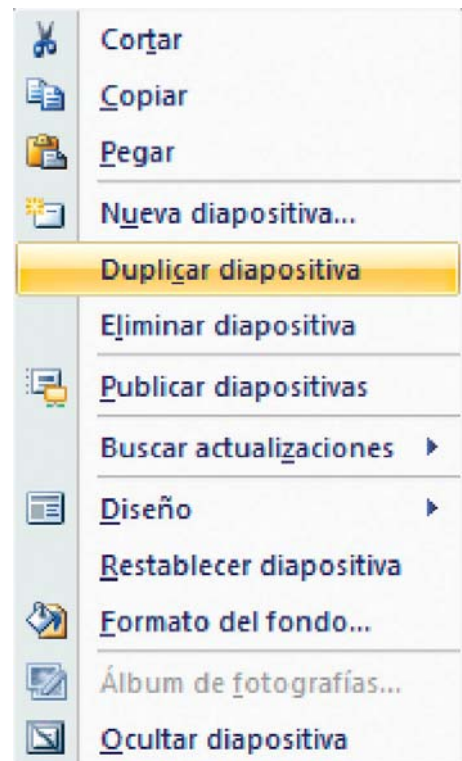 Cortar
Copiar
Pegar
Nueva diapositiva...
Duplicar diapositiva
Eliminar diapositiva
Publicar diapositivas
Buscar actualizaciones
Diseño
Restablecer diapositiva
Formato del fondo...
Álbum de fotografías...
Ocultar diapositiva